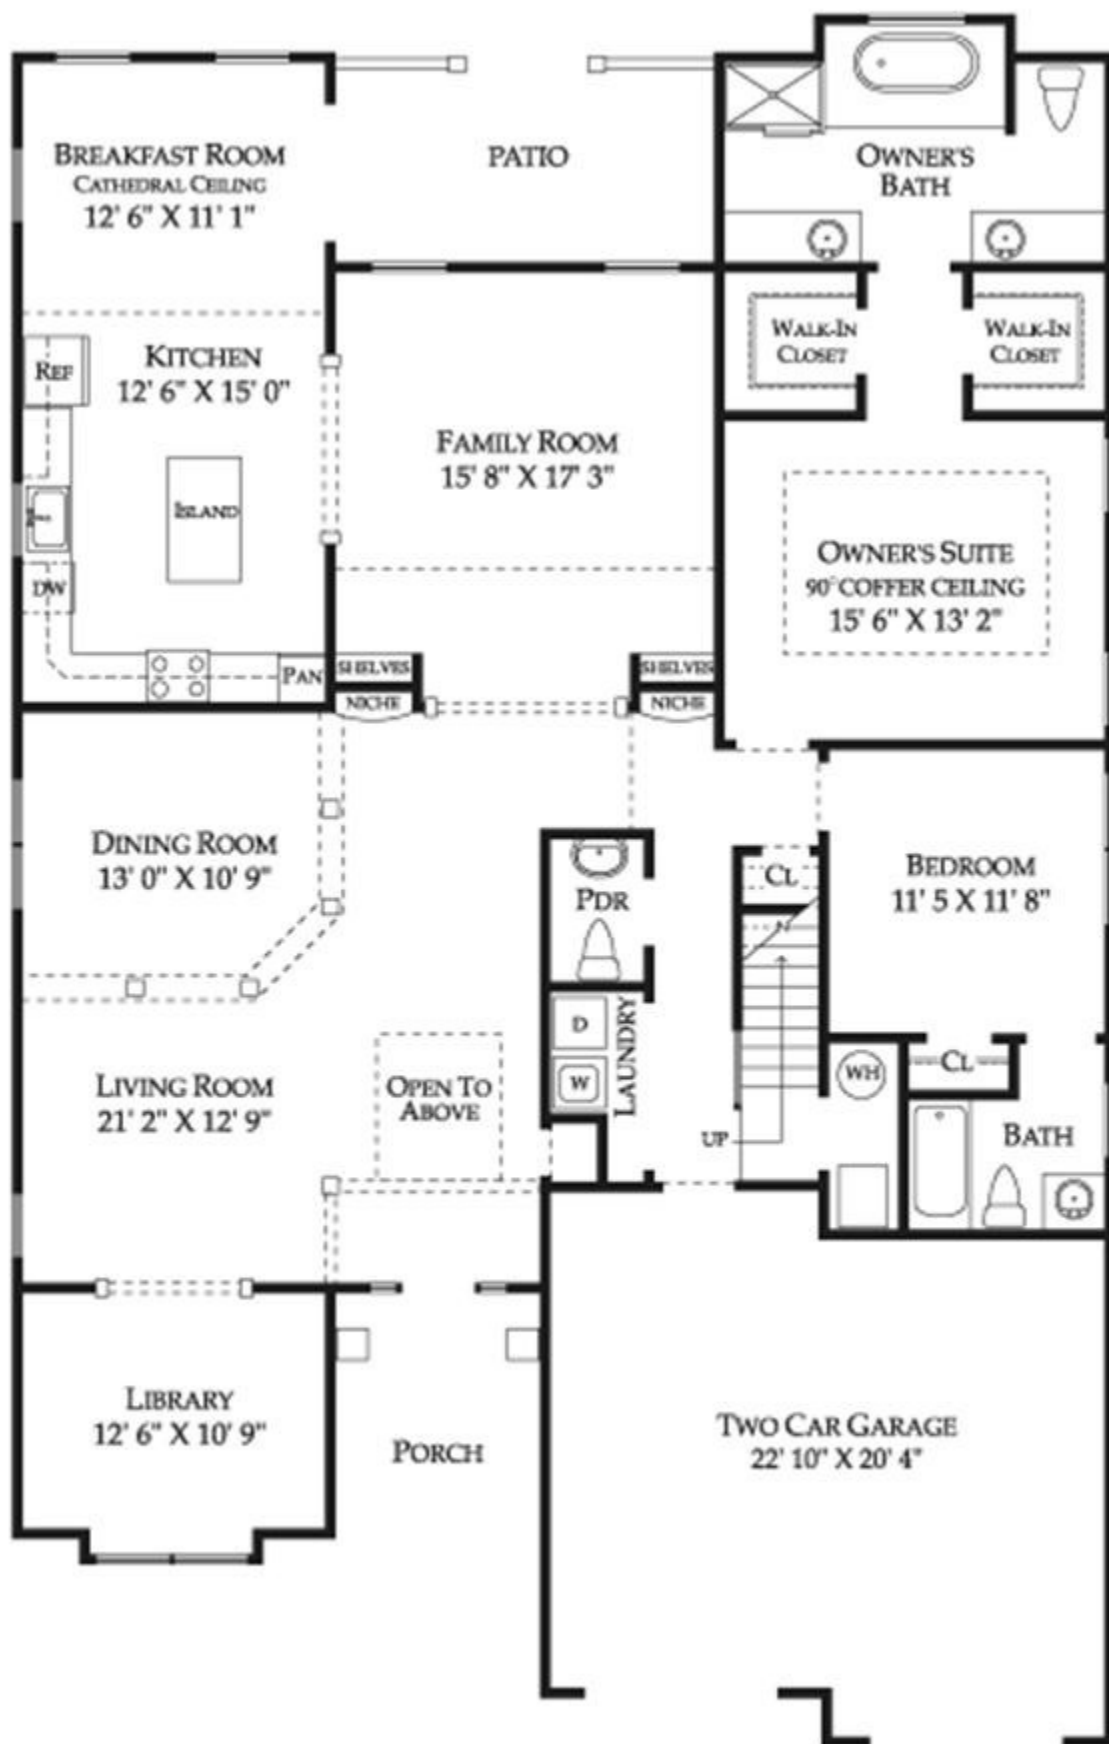 BREAKFAST ROOM
CATHEDRAL CEILING
12' 6" X 11' 1"
PATIO
OWNER'S
BATH
WALK-IN
CLOSET
WALK-IN
CLOSET
REF
KITCHEN
12' 6" X 15' 0"
ISLAND
DW
PAN
FAMILY ROOM
15' 8" X 17' 3"
SHELVES
NICHE
SHELVES
NICHE
OWNER'S SUITE
90° COFFER CEILING
15' 6" X 13' 2"
DINING ROOM
13' 0" X 10' 9"
PDR
CL
BEDROOM
11' 5 X 11' 8"
D
W
LAUNDRY
LIVING ROOM
21' 2" X 12' 9"
OPEN TO
ABOVE
UP
WH
CL
BATH
LIBRARY
12' 6" X 10' 9"
PORCH
TWO CAR GARAGE
22' 10" X 20' 4"